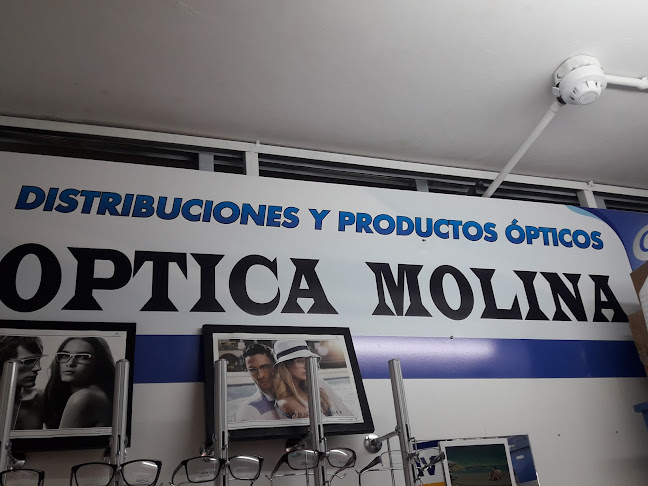 DISTRIBUCIONES Y PRODUCTOS ÓPTICOS
OPTICA MOLINA